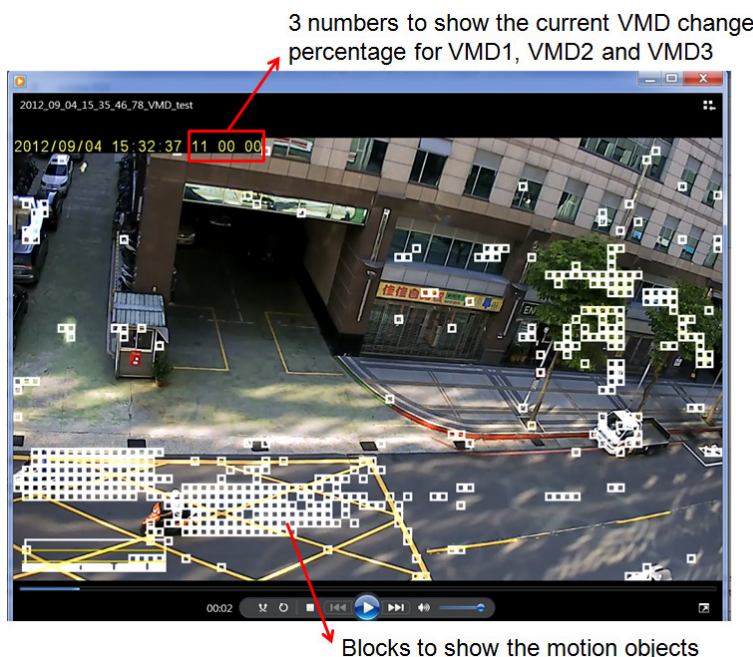 3 numbers to show the current VMD change
percentage for VMD1, VMD2 and VMD3
2012_09_04_15_35_46_78_VMD_test
2012/09/04 15:32:37 11 00 00
00:02
Blocks to show the motion objects